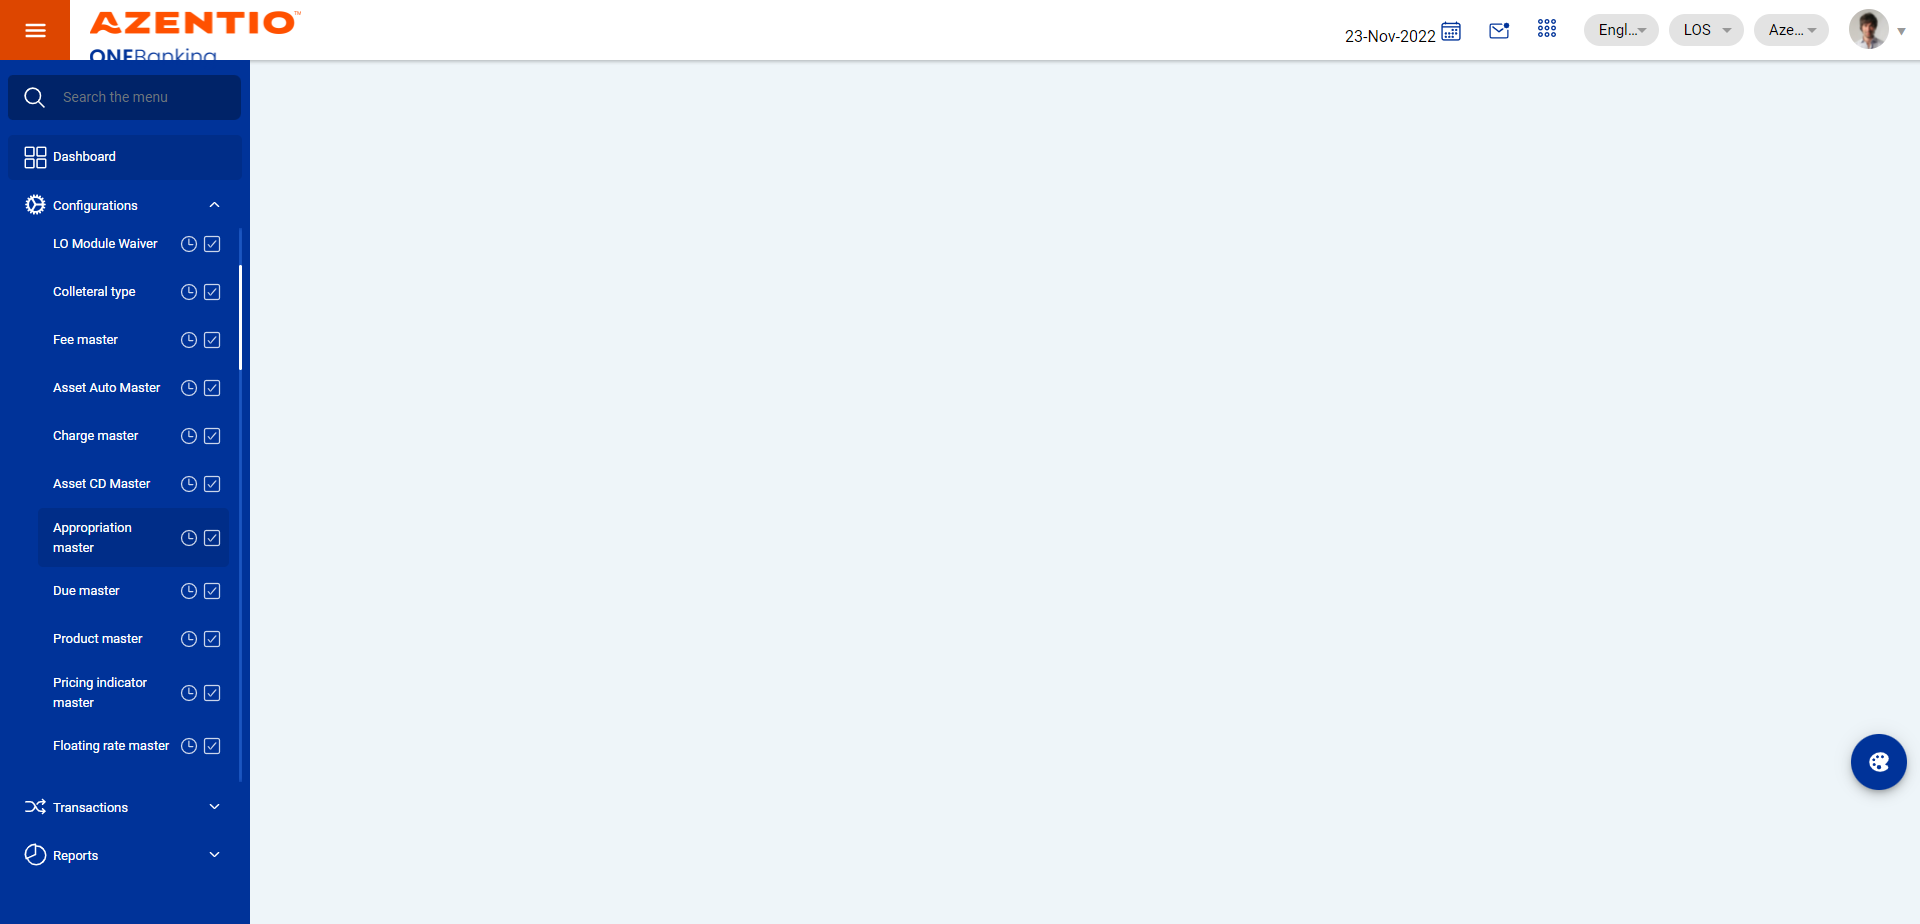 AZENTIO™
ONEBanking
23-Nov-2022
Engl...
LOS
Aze...
Search the menu
Dashboard
Configurations
LO Module Waiver
Colleteral type
Fee master
Asset Auto Master
Charge master
Asset CD Master
Appropriation
master
Due master
Product master
Pricing indicator
master
Floating rate master
Transactions
Reports